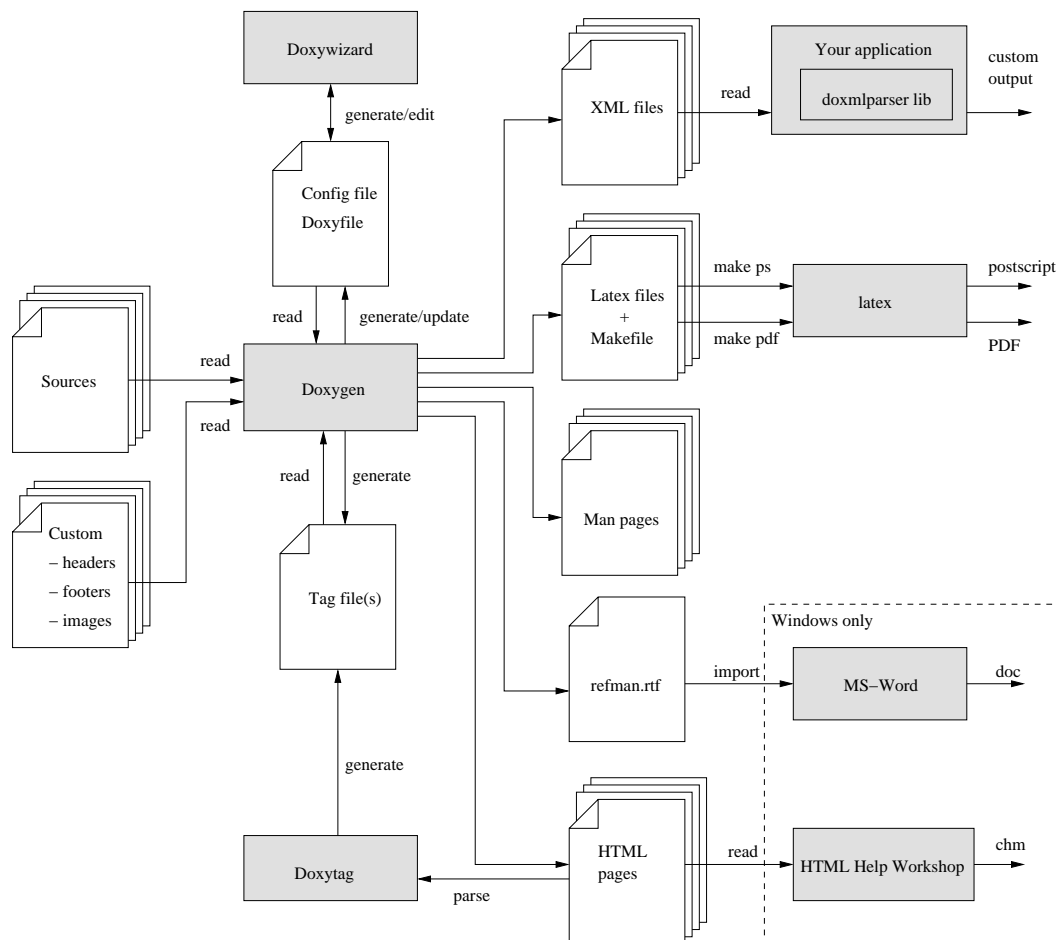 Doxywizard
generate/edit
Config file
Doxyfile
read
generate/update
Sources
read
Doxygen
read
Custom
– headers
– footers
– images
read
generate
Tag file(s)
generate
Doxytag
parse
XML files
read
Your application
doxmlparser lib
custom
output
Latex files
+
Makefile
make ps
make pdf
latex
postscript
PDF
Man pages
Windows only
refman.rtf
import
MS–Word
doc
HTML
pages
read
HTML Help Workshop
chm